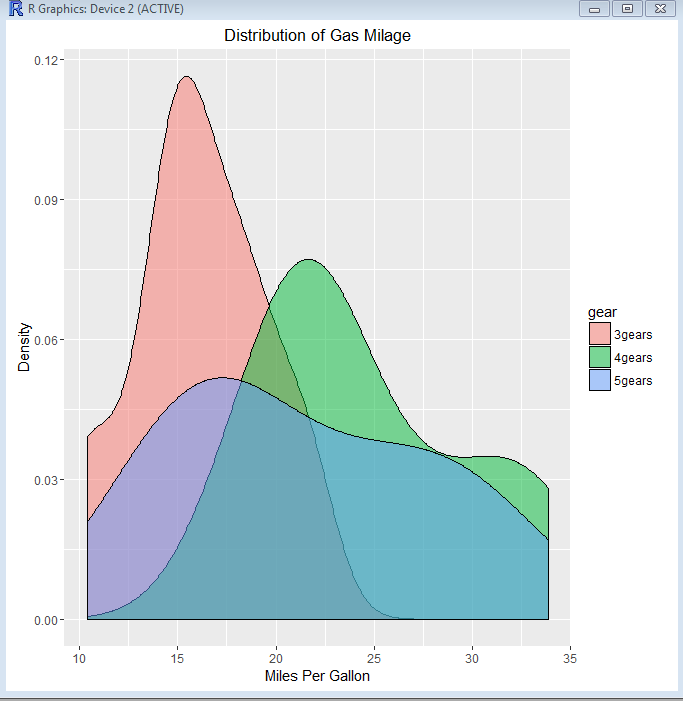 R Graphics: Device 2 (ACTIVE)
Distribution of Gas Milage
0.12
0.09
0.06
0.03
0.00
Density
10 15 20 25 30 35
Miles Per Gallon
gear
3gears
4gears
5gears